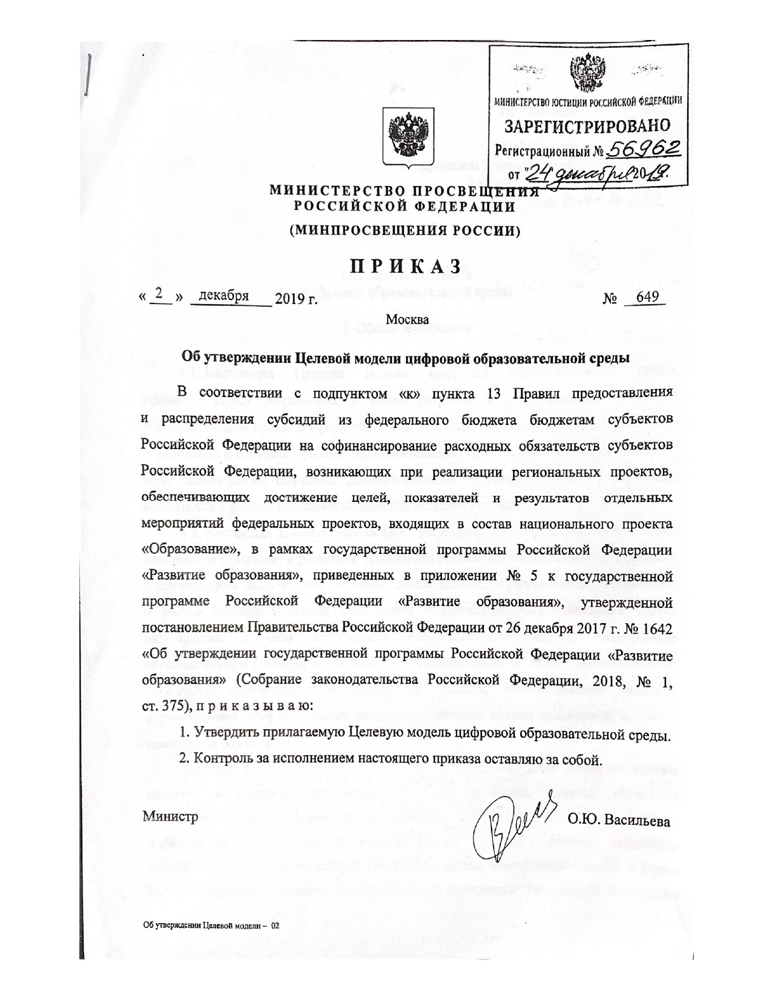 МИНИСТЕРСТВО ЮСТИЦИИ РОССИЙСКОЙ ФЕДЕРАЦИИ
ЗАРЕГИСТРИРОВАНО
Регистрационный № 56962
от "24" декабря 2019.
МИНИСТЕРСТВО ПРОСВЕЩЕНИЯ
РОССИЙСКОЙ ФЕДЕРАЦИИ
(МИНПРОСВЕЩЕНИЯ РОССИИ)
П Р И К А З
« 2 » декабря 2019 г. № 649
Москва
Об утверждении Целевой модели цифровой образовательной среды
В соответствии с подпунктом «к» пункта 13 Правил предоставления
и распределения субсидий из федерального бюджета бюджетам субъектов
Российской Федерации на софинансирование расходных обязательств субъектов
Российской Федерации, возникающих при реализации региональных проектов,
обеспечивающих достижение целей, показателей и результатов отдельных
мероприятий федеральных проектов, входящих в состав национального проекта
«Образование», в рамках государственной программы Российской Федерации
«Развитие образования», приведенных в приложении № 5 к государственной
программе Российской Федерации «Развитие образования», утвержденной
постановлением Правительства Российской Федерации от 26 декабря 2017 г. № 1642
«Об утверждении государственной программы Российской Федерации «Развитие
образования» (Собрание законодательства Российской Федерации, 2018, № 1,
ст. 375), п р и к а з ы в а ю:
1. Утвердить прилагаемую Целевую модель цифровой образовательной среды.
2. Контроль за исполнением настоящего приказа оставляю за собой.
Министр О.Ю. Васильева
Об утверждении Целевой модели – 02